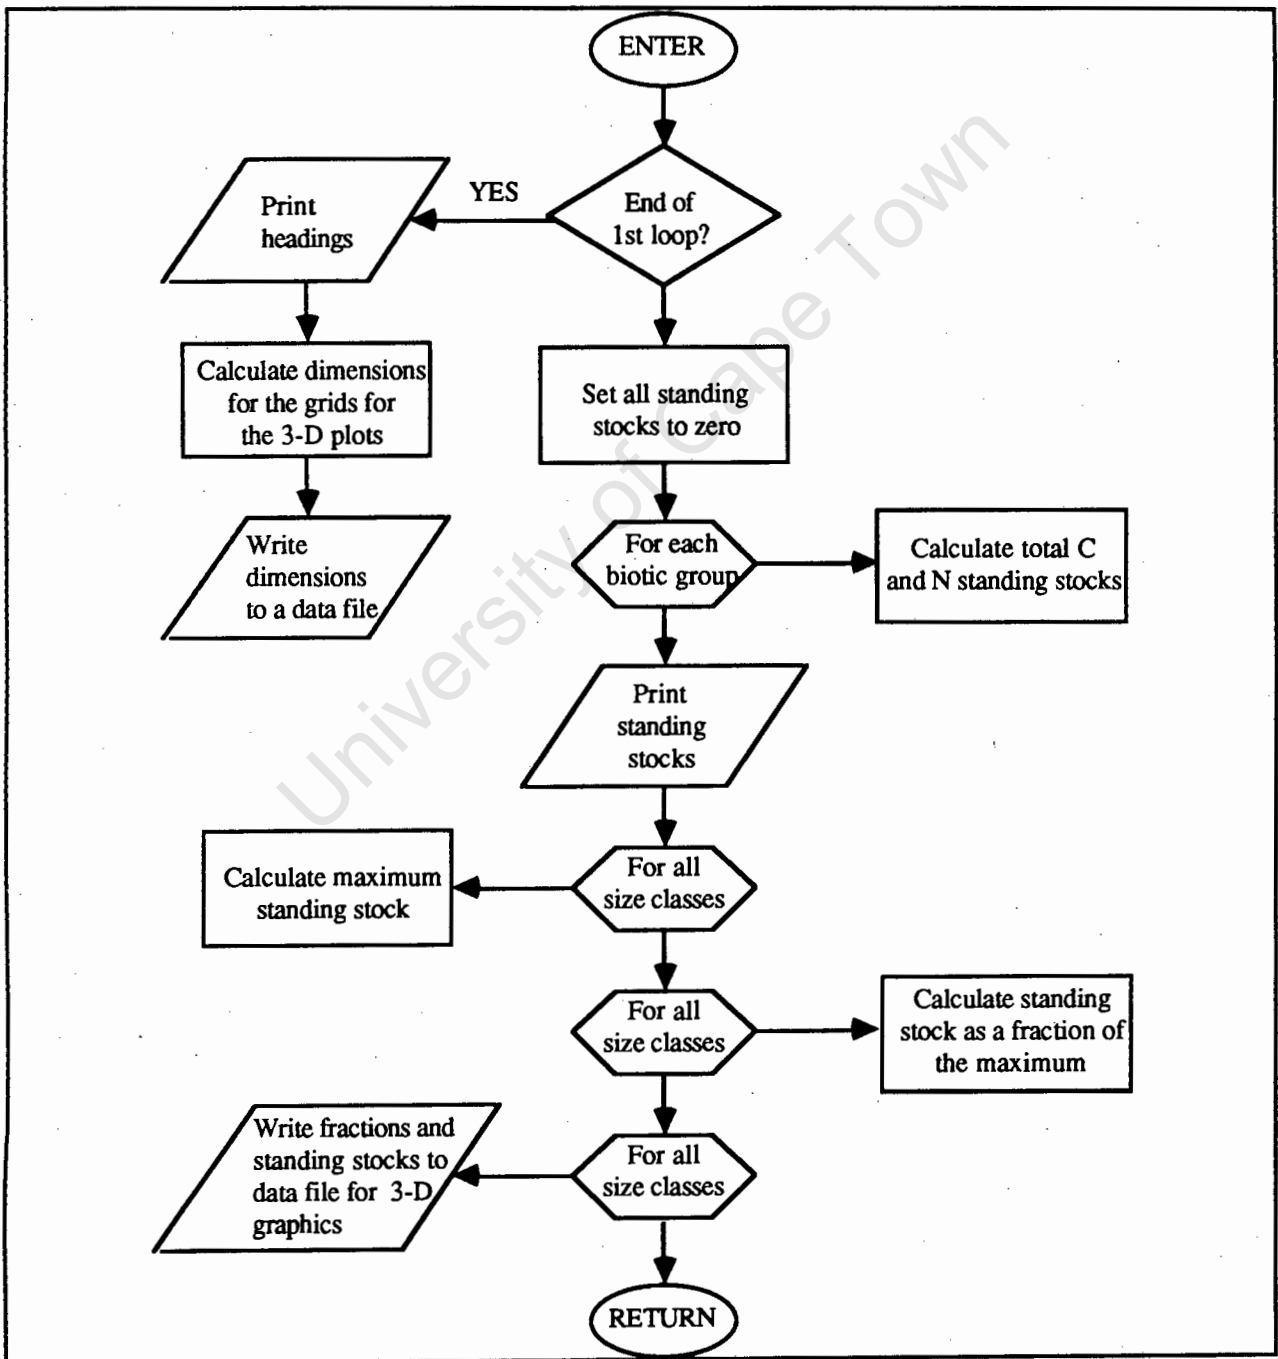 ENTER
End of
1st loop?
YES
Print
headings
Calculate dimensions
for the grids for
the 3-D plots
Write
dimensions
to a data file
Set all standing
stocks to zero
For each
biotic group
Calculate total C
and N standing stocks
Print
standing
stocks
For all
size classes
Calculate maximum
standing stock
For all
size classes
Calculate standing
stock as a fraction of
the maximum
For all
size classes
Write fractions and
standing stocks to
data file for 3-D
graphics
RETURN
University of Cape Town